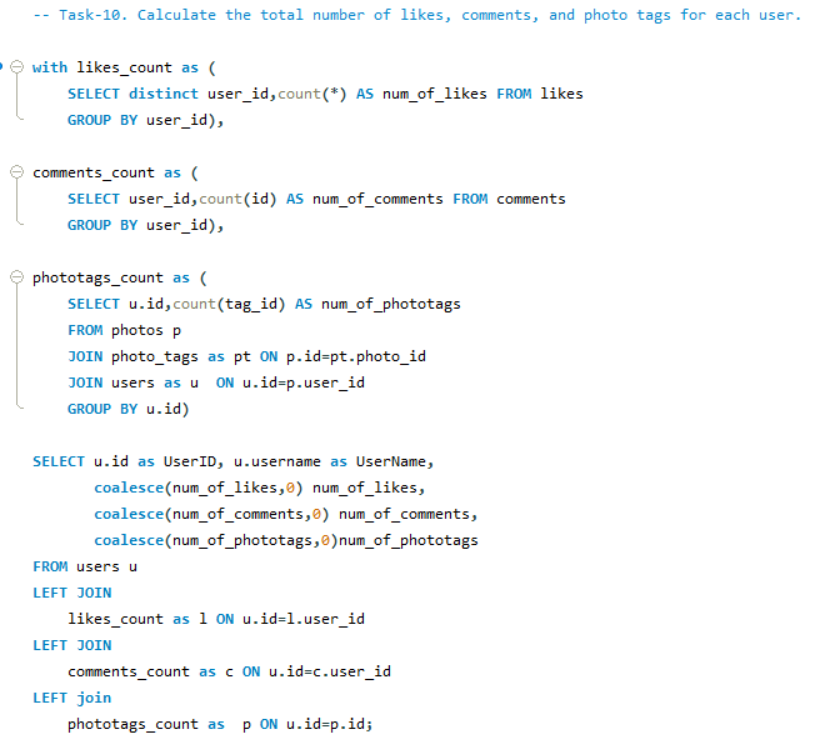 -- Task-10. Calculate the total number of likes, comments, and photo tags for each user.
with likes_count as (
SELECT distinct user_id,count(*) AS num_of_likes FROM likes
GROUP BY user_id),
comments_count as (
SELECT user_id,count(id) AS num_of_comments FROM comments
GROUP BY user_id),
phototags_count as (
SELECT u.id,count(tag_id) AS num_of_phototags
FROM photos p
JOIN photo_tags as pt ON p.id=pt.photo_id
JOIN users as u  ON u.id=p.user_id
GROUP BY u.id)
SELECT u.id as UserID, u.username as UserName,
coalesce(num_of_likes,0) num_of_likes,
coalesce(num_of_comments,0) num_of_comments,
coalesce(num_of_phototags,0)num_of_phototags
FROM users u
LEFT JOIN
likes_count as l ON u.id=l.user_id
LEFT JOIN
comments_count as c ON u.id=c.user_id
LEFT join
phototags_count as  p ON u.id=p.id;